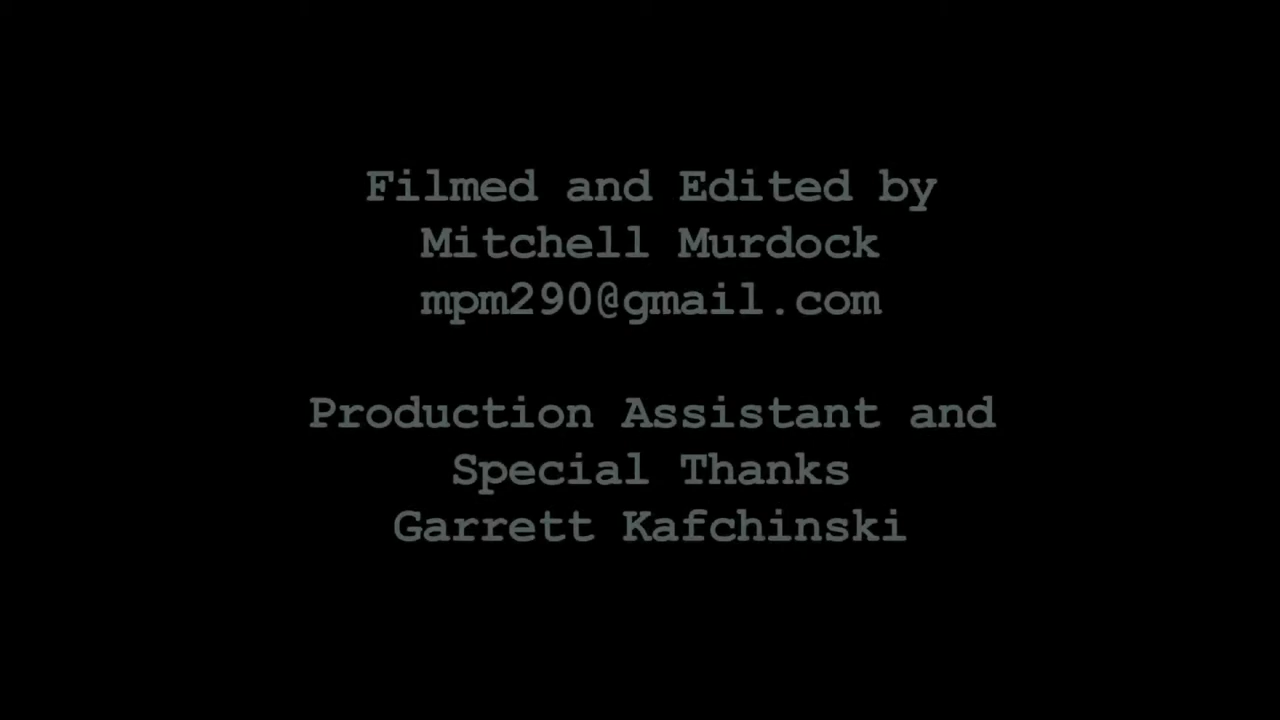 Filmed and Edited by
Mitchell Murdock
mpm290@gmail.com
Production Assistant and
Special Thanks
Garrett Kafchinski